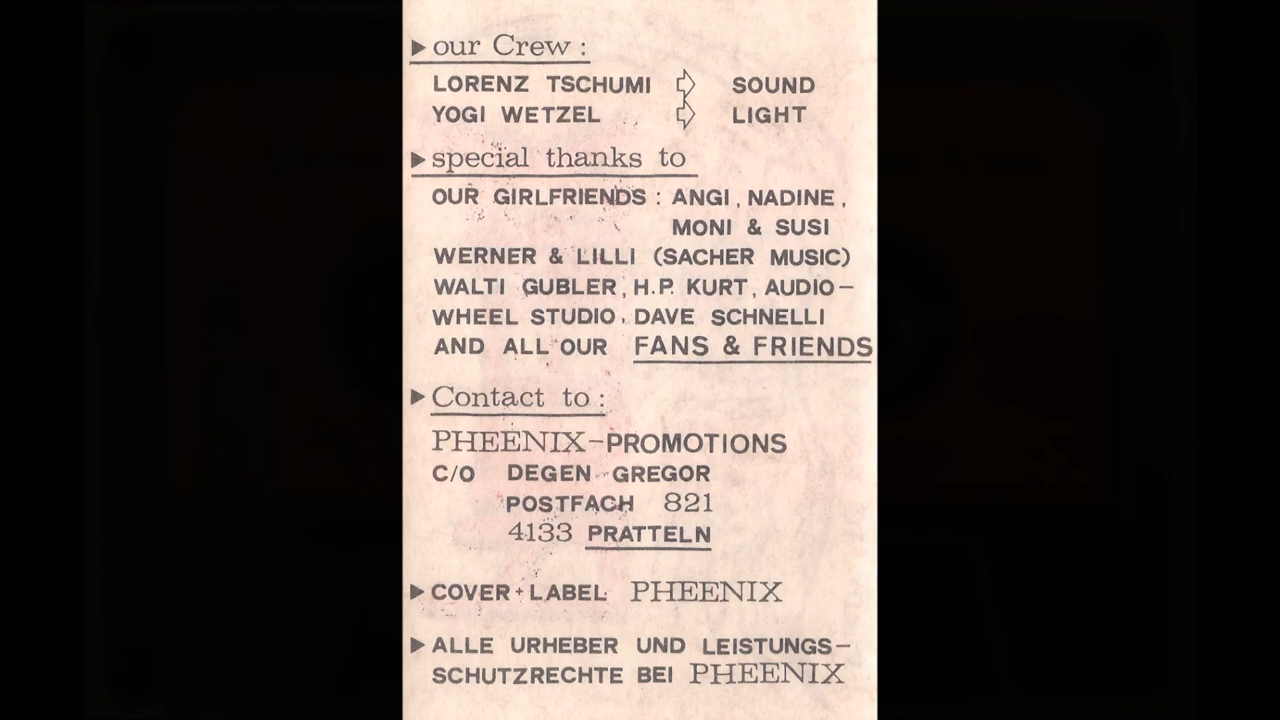 ▶ our Crew :
LORENZ TSCHUMI ⇨ SOUND
YOGI WETZEL ⇨ LIGHT
▶ special thanks to
OUR GIRLFRIENDS : ANGI, NADINE,
MONI & SUSI
WERNER & LILLI (SACHER MUSIC)
WALTI GUBLER, H.P. KURT, AUDIO-
WHEEL STUDIO, DAVE SCHNELLI
AND ALL OUR FANS & FRIENDS
▶ Contact to :
PHEENIX-PROMOTIONS
C/O DEGEN GREGOR
POSTFACH 821
4133 PRATTELN
▶ COVER + LABEL PHEENIX
▶ ALLE URHEBER UND LEISTUNGS-
SCHUTZRECHTE BEI PHEENIX